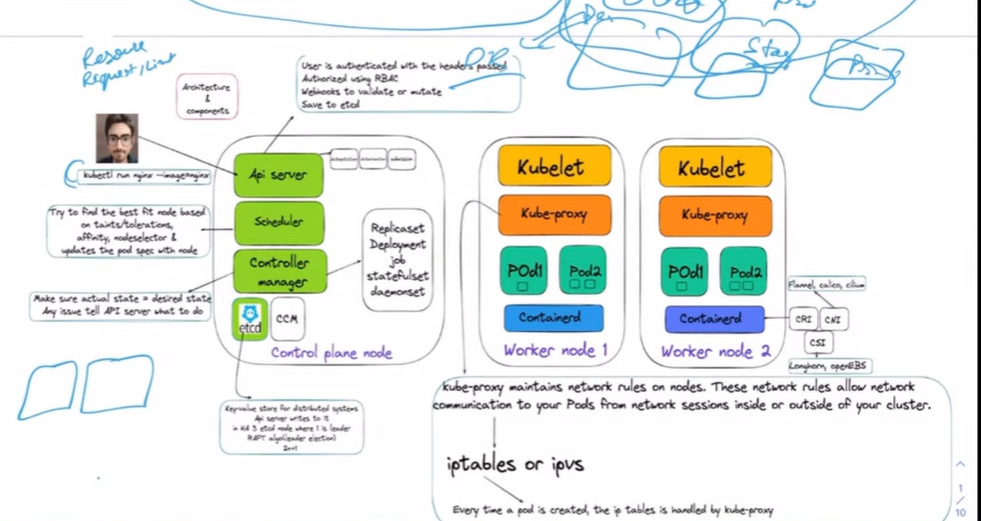 Resource
Request/Limit
Architecture
&
components
User is authenticated with the headers passed
Authorized using RBAC
Webhooks to validate or mutate
Save to etcd
Stag
kubectl run nginx --image=nginx
Try to find the best fit node based
on taints/tolerations,
affinity, nodeselector &
updates the pod spec with node
Make sure actual state = desired state
Any issue tell API server what to do
Api server
admission
Scheduler
Controller
manager
etcd
CCM
Replicaset
Deployment
job
statefulset
daemonset
Control plane node
Key-value store for distributed systems
Api server writes to it
in HA 3 etcd node where 1 is leader
RAFT algo(leader election)
2n+1
Kubelet
Kube-proxy
POd1
Pod2
Containerd
Worker node 1
Kubelet
Kube-proxy
POd1
Pod2
Containerd
Worker node 2
Flannel, calico, cilium
CRI
CNI
CSI
Longhorn, openEBS
kube-proxy maintains network rules on nodes. These network rules allow network
communication to your Pods from network sessions inside or outside of your cluster.
iptables or ipvs
Every time a pod is created, the ip tables is handled by kube-proxy
1
/
10